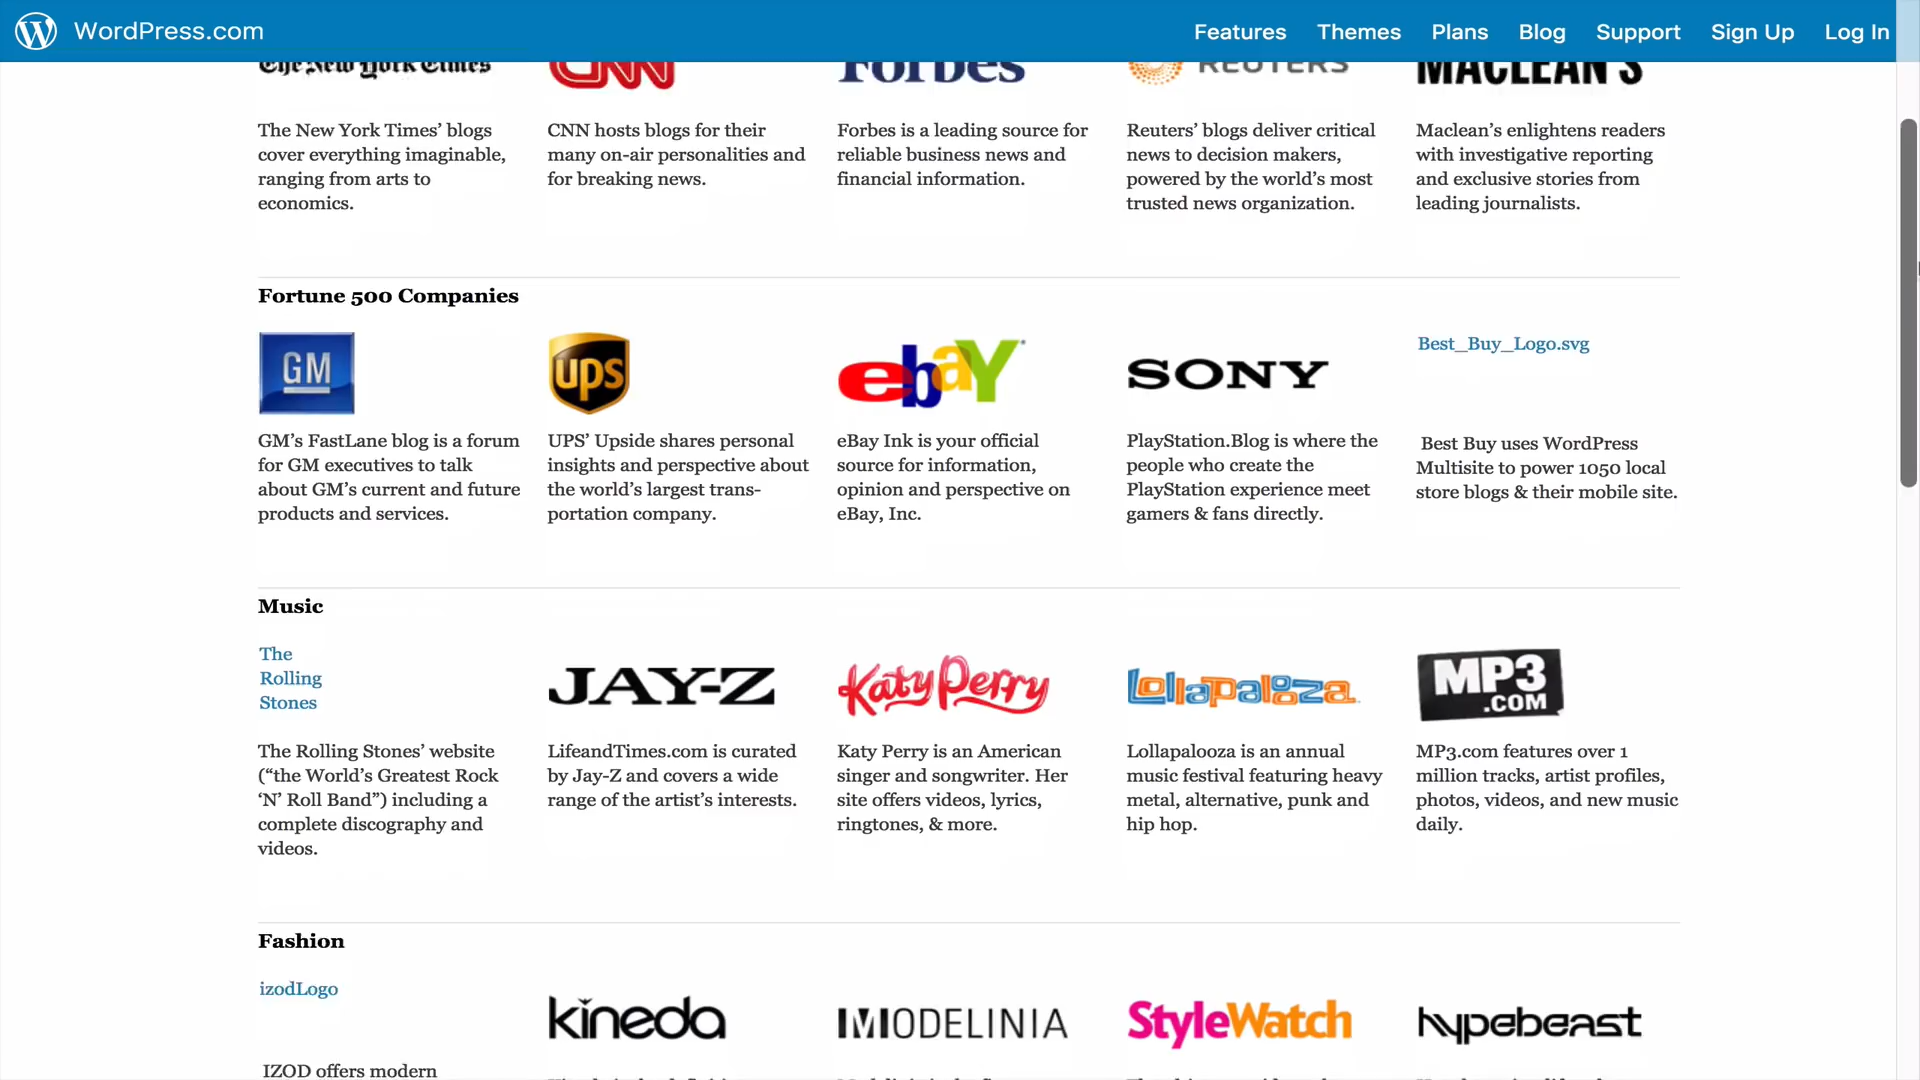 WordPress.com
Features Themes Plans Blog Support Sign Up Log In
The New York Times CNN Forbes REUTERS MACLEAN'S
The New York Times’ blogs
cover everything imaginable,
ranging from arts to
economics.
CNN hosts blogs for their
many on-air personalities and
for breaking news.
Forbes is a leading source for
reliable business news and
financial information.
Reuters’ blogs deliver critical
news to decision makers,
powered by the world’s most
trusted news organization.
Maclean’s enlightens readers
with investigative reporting
and exclusive stories from
leading journalists.
Fortune 500 Companies
GM
GM’s FastLane blog is a forum
for GM executives to talk
about GM’s current and future
products and services.
ups
UPS’ Upside shares personal
insights and perspective about
the world’s largest trans-
portation company.
ebaY
eBay Ink is your official
source for information,
opinion and perspective on
eBay, Inc.
SONY
PlayStation.Blog is where the
people who create the
PlayStation experience meet
gamers & fans directly.
Best_Buy_Logo.svg
Best Buy uses WordPress
Multisite to power 1050 local
store blogs & their mobile site.
Music
The
Rolling
Stones
The Rolling Stones’ website
(“the World’s Greatest Rock
‘N’ Roll Band”) including a
complete discography and
videos.
JAY-Z
LifeandTimes.com is curated
by Jay-Z and covers a wide
range of the artist’s interests.
Katy Perry
Katy Perry is an American
singer and songwriter. Her
site offers videos, lyrics,
ringtones, & more.
Lollapalooza
Lollapalooza is an annual
music festival featuring heavy
metal, alternative, punk and
hip hop.
MP3
.COM
MP3.com features over 1
million tracks, artist profiles,
photos, videos, and new music
daily.
Fashion
izodLogo
IZOD offers modern
kineda
MODELINIA
StyleWatch
hypebeast